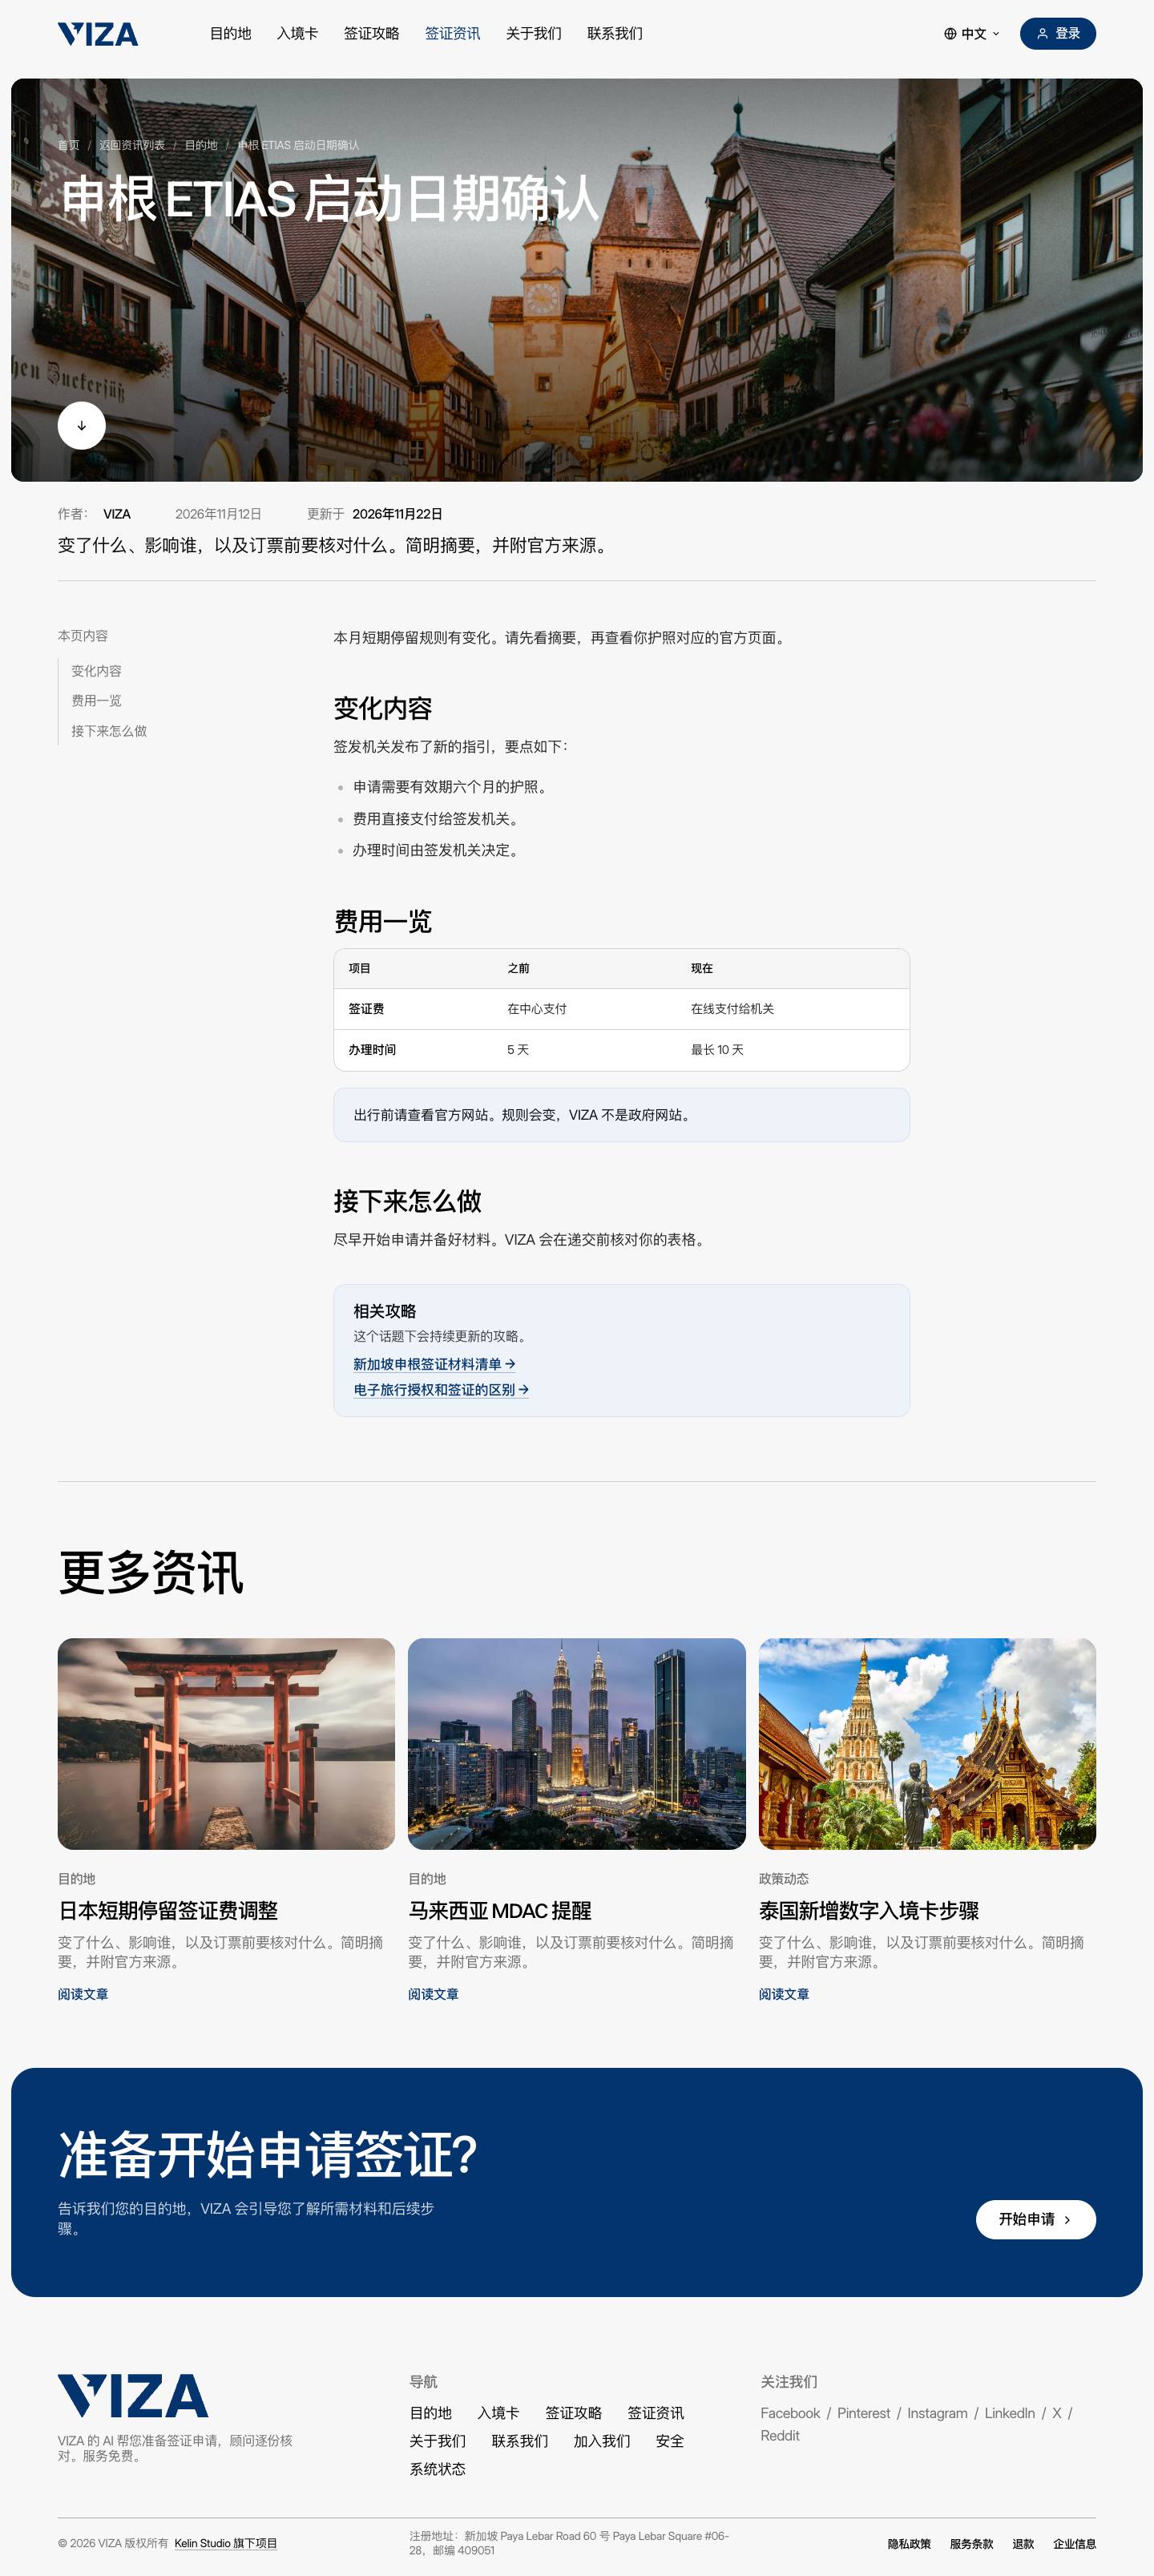 VIZA
目的地 入境卡 签证攻略 签证资讯 关于我们 联系我们
中文
登录
首页 / 返回资讯列表 / 目的地 / 申根 ETIAS 启动日期确认
申根 ETIAS 启动日期确认
作者： VIZA 2026年11月12日 更新于 2026年11月22日
变了什么、影响谁，以及订票前要核对什么。简明摘要，并附官方来源。
本页内容
变化内容
费用一览
接下来怎么做
本月短期停留规则有变化。请先看摘要，再查看你护照对应的官方页面。
变化内容
签发机关发布了新的指引，要点如下：
申请需要有效期六个月的护照。
费用直接支付给签发机关。
办理时间由签发机关决定。
费用一览
项目 之前 现在
签证费 在中心支付 在线支付给机关
办理时间 5 天 最长 10 天
出行前请查看官方网站。规则会变，VIZA 不是政府网站。
接下来怎么做
尽早开始申请并备好材料。VIZA 会在递交前核对你的表格。
相关攻略
这个话题下会持续更新的攻略。
新加坡申根签证材料清单 →
电子旅行授权和签证的区别 →
更多资讯
目的地
日本短期停留签证费调整
变了什么、影响谁，以及订票前要核对什么。简明摘
要，并附官方来源。
阅读文章
目的地
马来西亚 MDAC 提醒
变了什么、影响谁，以及订票前要核对什么。简明摘
要，并附官方来源。
阅读文章
政策动态
泰国新增数字入境卡步骤
变了什么、影响谁，以及订票前要核对什么。简明摘
要，并附官方来源。
阅读文章
准备开始申请签证?
告诉我们您的目的地，VIZA 会引导您了解所需材料和后续步
骤。
开始申请
VIZA
VIZA 的 AI 帮您准备签证申请，顾问逐份核
对。服务免费。
导航
目的地 入境卡 签证攻略 签证资讯
关于我们 联系我们 加入我们 安全
系统状态
关注我们
Facebook / Pinterest / Instagram / LinkedIn / X /
Reddit
© 2026 VIZA 版权所有 Kelin Studio 旗下项目
注册地址：新加坡 Paya Lebar Road 60 号 Paya Lebar Square #06-
28，邮编 409051
隐私政策 服务条款 退款 企业信息